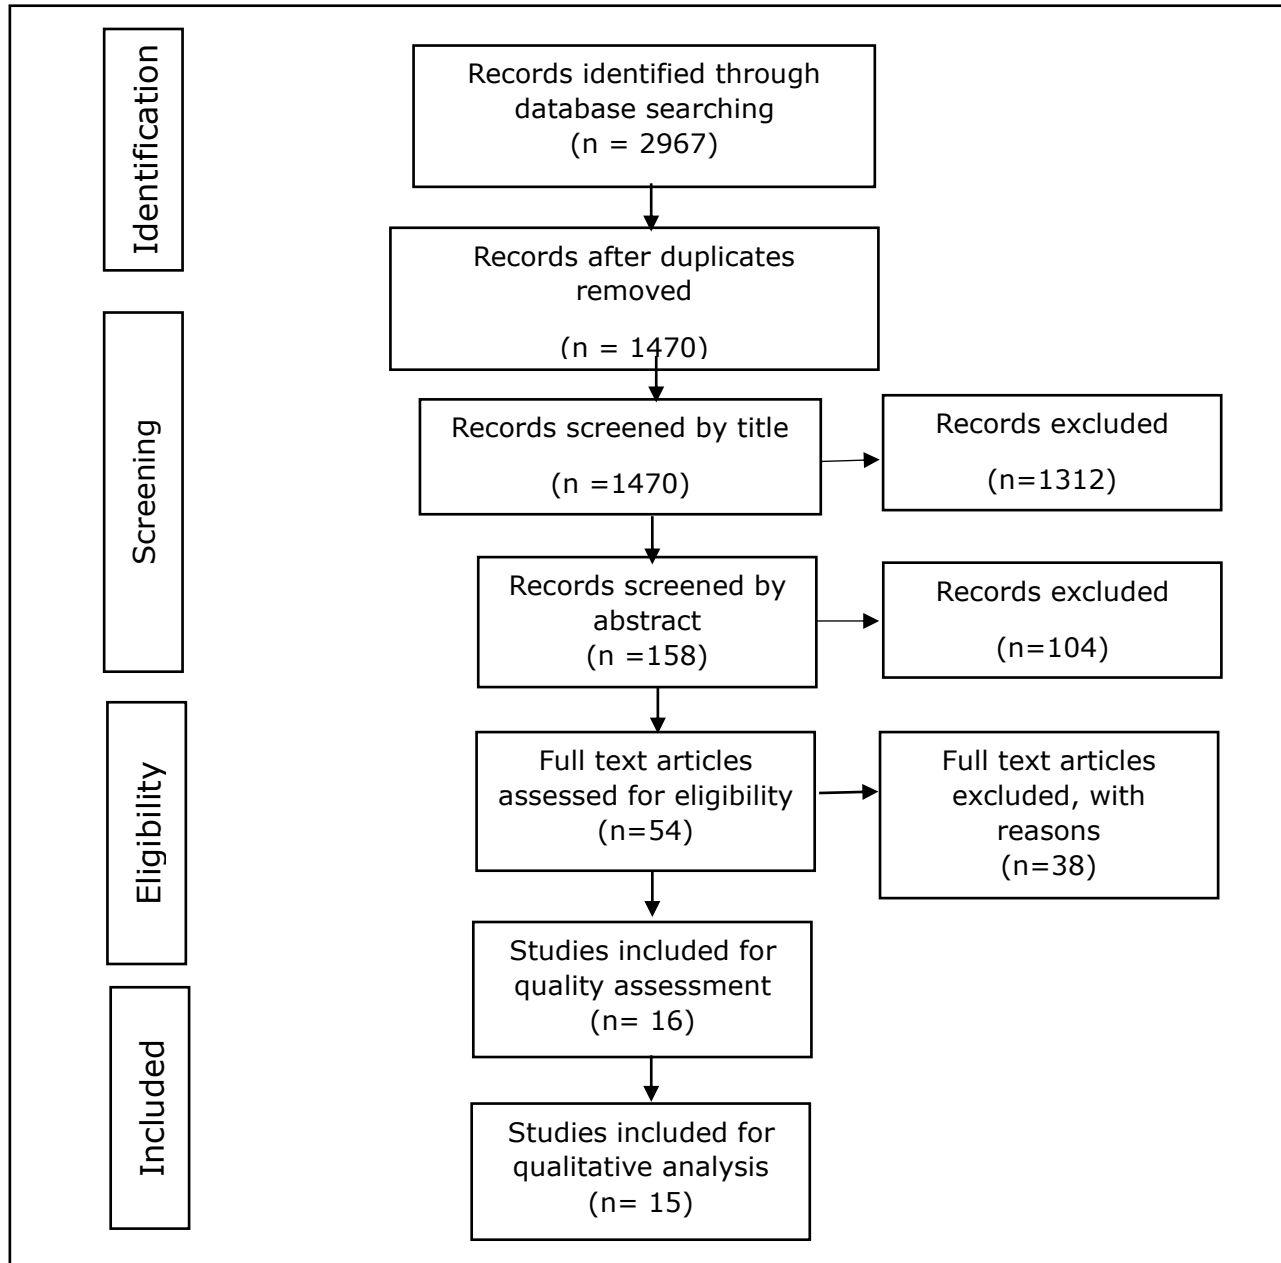 Identification
Records identified through
database searching
(n = 2967)
Records after duplicates
removed
(n = 1470)
Screening
Records screened by title
(n =1470)
Records excluded
(n=1312)
Records screened by
abstract
(n =158)
Records excluded
(n=104)
Eligibility
Full text articles
assessed for eligibility
(n=54)
Full text articles
excluded, with
reasons
(n=38)
Studies included for
quality assessment
(n= 16)
Included
Studies included for
qualitative analysis
(n= 15)